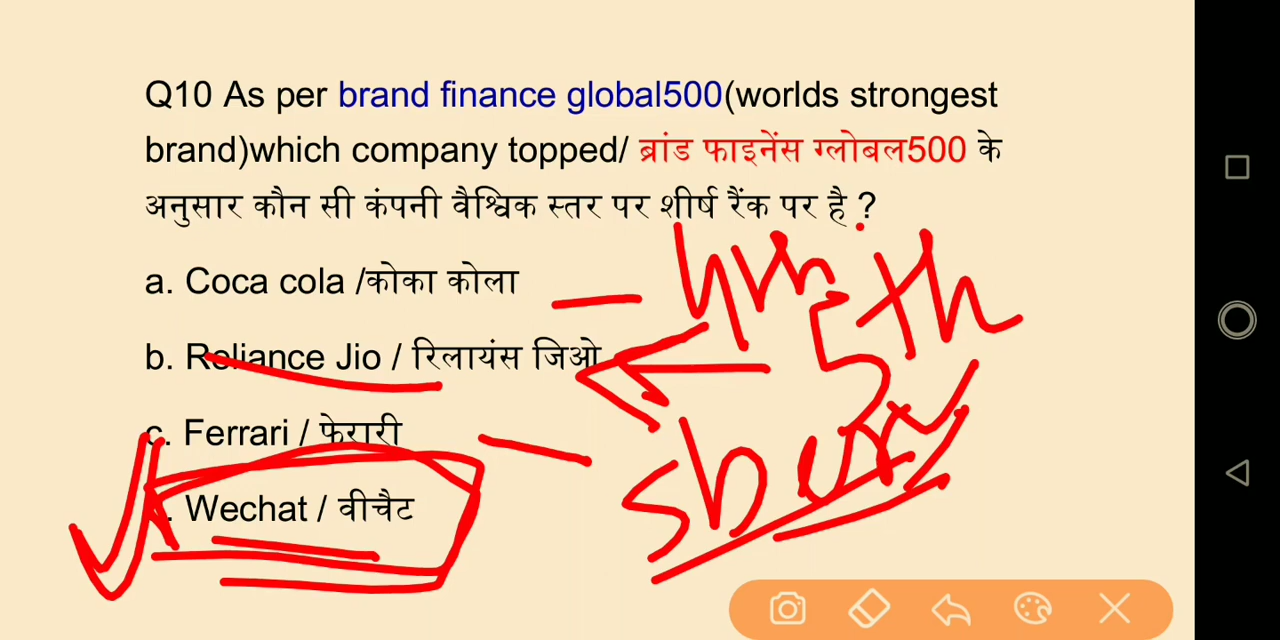 Q10 As per brand finance global500(worlds strongest
brand)which company topped/ ब्रांड फाइनेंस ग्लोबल500 के
अनुसार कौन सी कंपनी वैश्विक स्तर पर शीर्ष रैंक पर है ?
a. Coca cola /कोका कोला
b. Reliance Jio / रिलायंस जिओ
5th
c. Ferrari / फेरारी
Wechat / वीचैट